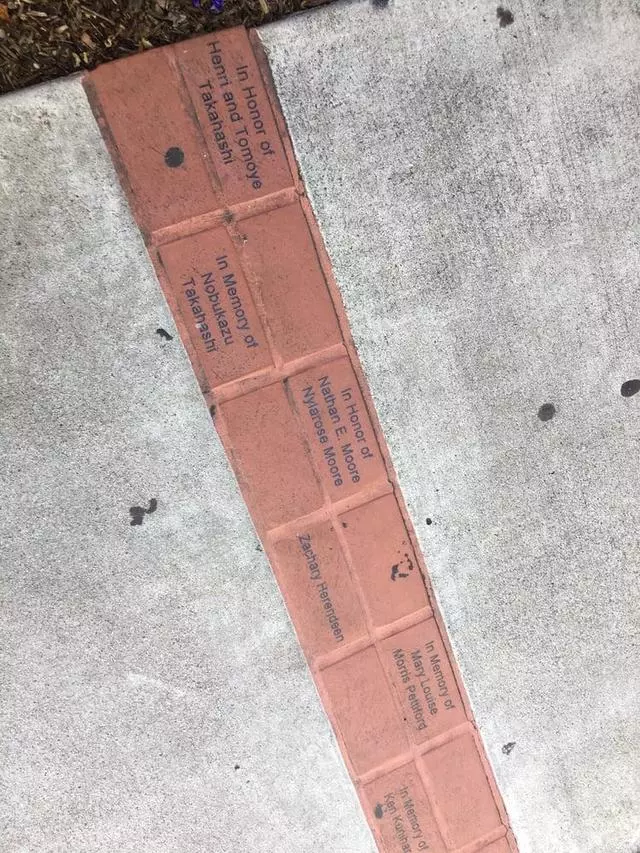 In Honor of
Henri and Tomoye
Takahashi
In Memory of
Nobukazu
Takahashi
In Honor of
Nathan E. Moore
Nylarose Moore
Zachary Herendeen
In Memory of
Mary Louise
Morris Pettiford
In Memory of
Ken